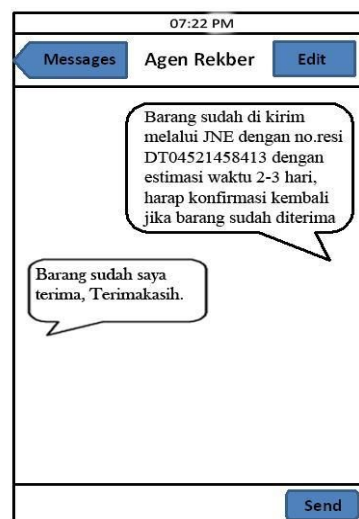 07:22 PM
Messages
Agen Rekber
Edit
Barang sudah di kirim
melalui JNE dengan no.resi
DT04521458413 dengan
estimasi waktu 2-3 hari,
harap konfirmasi kembali
jika barang sudah diterima
Barang sudah saya
terima, Terimakasih.
Send